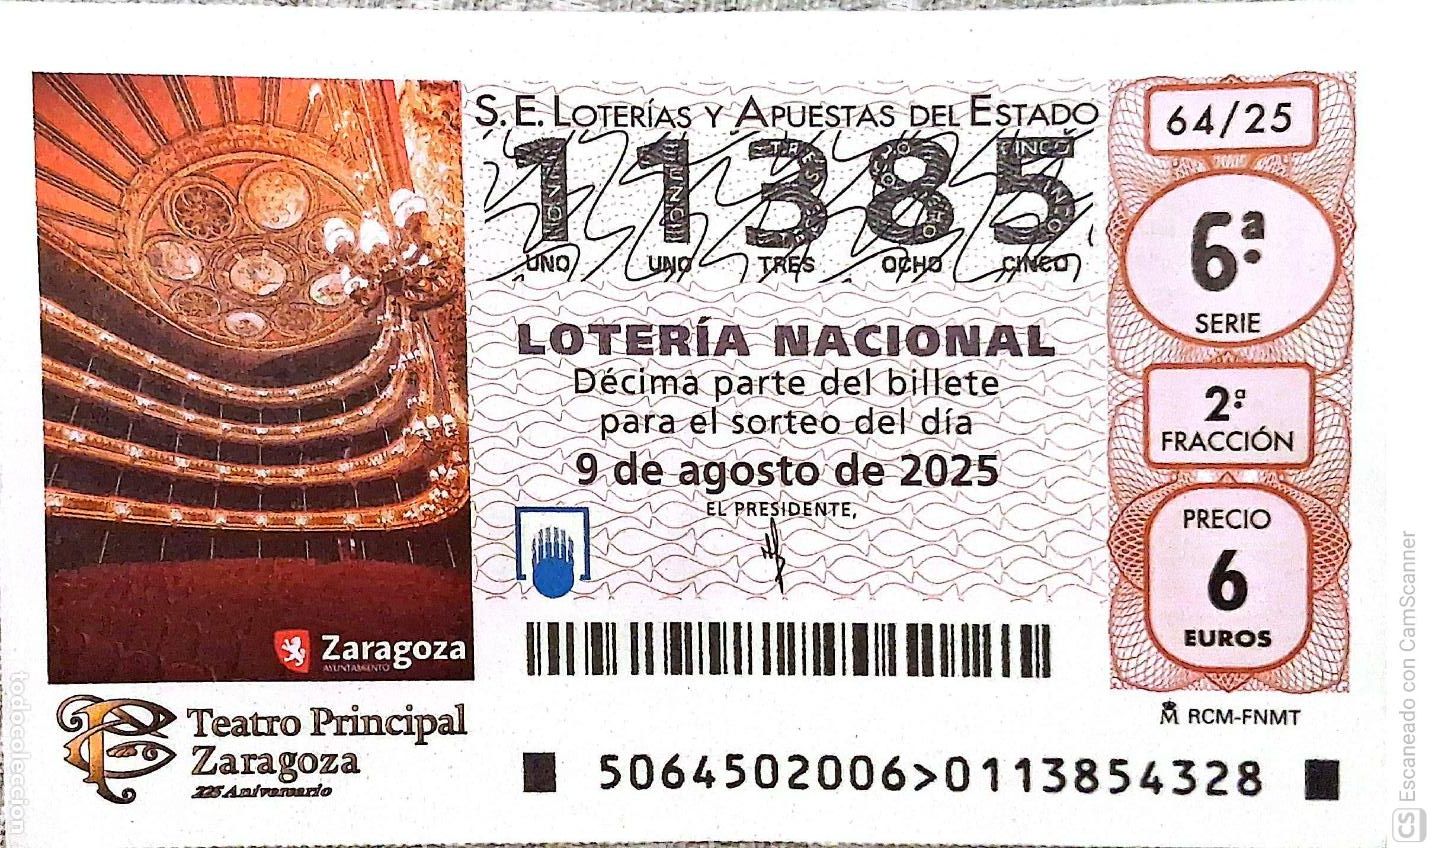 S. E. LOTERÍAS Y APUESTAS DEL ESTADO
11385
UNO UNO TRES OCHO CINCO
LOTERÍA NACIONAL
Décima parte del billete
para el sorteo del día
9 de agosto de 2025
EL PRESIDENTE,
64/25
6ª
SERIE
2ª
FRACCIÓN
PRECIO
6
EUROS
RCM-FNMT
Zaragoza
AYUNTAMIENTO
Teatro Principal
Zaragoza
225 Aniversario
5064502006>0113854328
todocoleccion
CS Escaneado con CamScanner